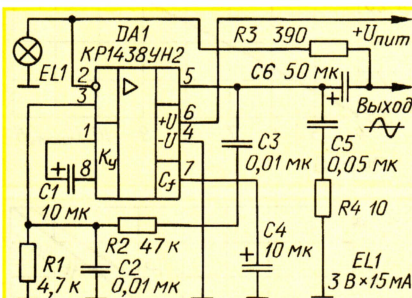 DA1
КР1438УН2
R3 390
+Uпит
EL1
2
3
5
C6 50 мк
+
Выход
1
Kу
+U
-U
6
4
8
+
C1
10 мк
Cf
7
C3
0,01 мк
C5
0,05 мк
R2 47 к
C4
10 мк
+
R4 10
R1
4,7 к
C2
0,01 мк
EL1
3 В×15 мА